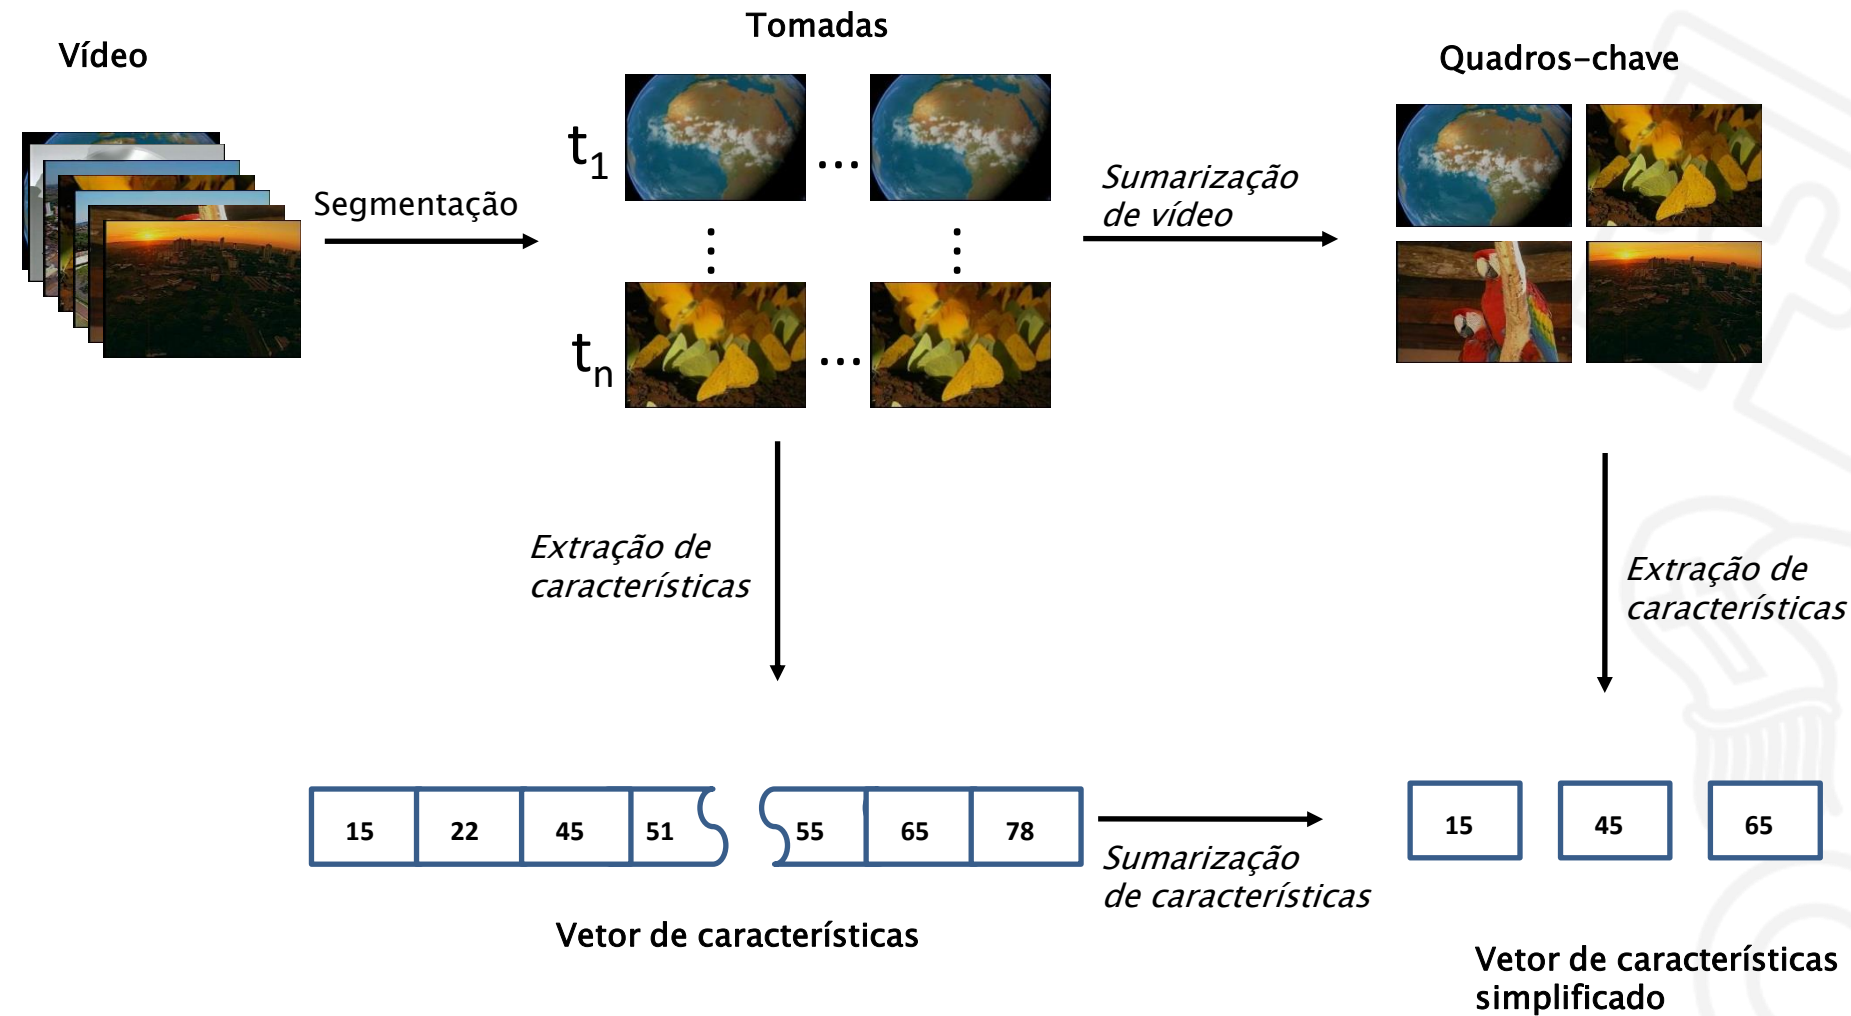 Vídeo
Tomadas
Quadros-chave
Segmentação
t1
tn
...
...
Sumarização
de vídeo
Extração de
características
Extração de
características
15 22 45 51 55 65 78
Sumarização
de características
15 45 65
Vetor de características
Vetor de características
simplificado